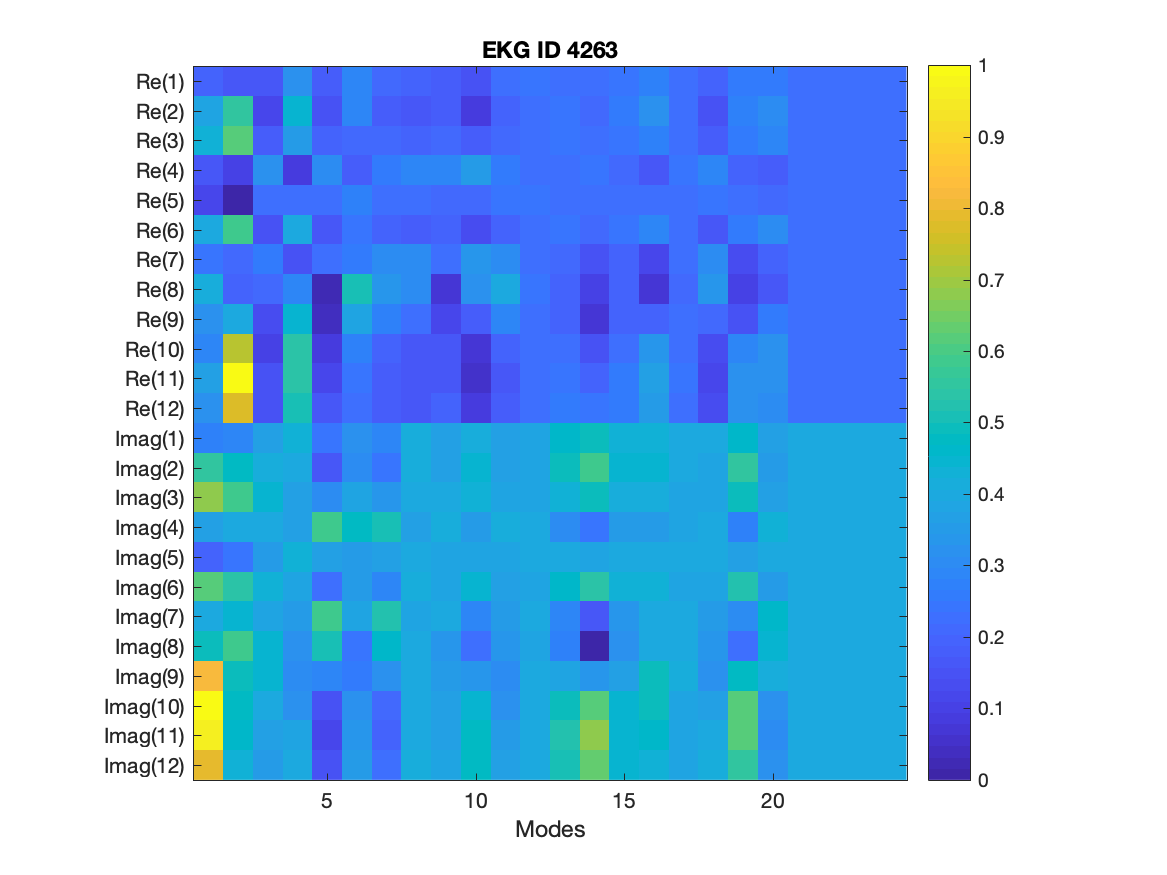 EKG ID 4263
Re(1)
Re(2)
Re(3)
Re(4)
Re(5)
Re(6)
Re(7)
Re(8)
Re(9)
Re(10)
Re(11)
Re(12)
Imag(1)
Imag(2)
Imag(3)
Imag(4)
Imag(5)
Imag(6)
Imag(7)
Imag(8)
Imag(9)
Imag(10)
Imag(11)
Imag(12)
5 10 15 20
Modes
1
0.9
0.8
0.7
0.6
0.5
0.4
0.3
0.2
0.1
0